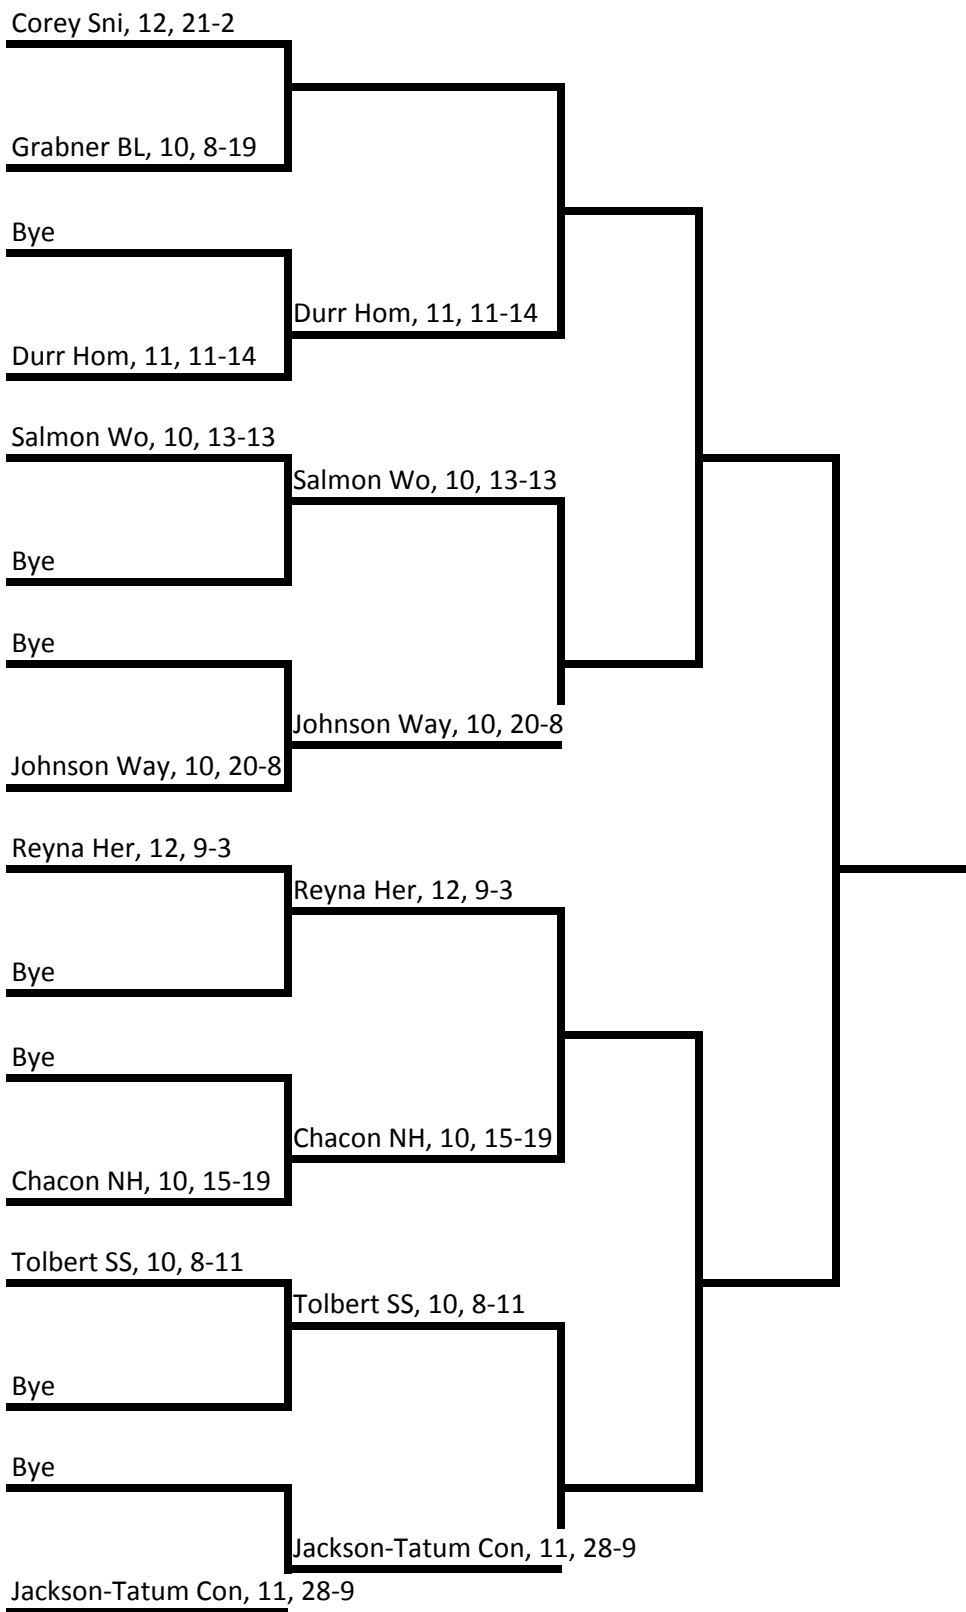 Corey Sni, 12, 21-2
Grabner BL, 10, 8-19
Bye
Durr Hom, 11, 11-14
Durr Hom, 11, 11-14
Salmon Wo, 10, 13-13
Salmon Wo, 10, 13-13
Bye
Bye
Johnson Way, 10, 20-8
Johnson Way, 10, 20-8
Reyna Her, 12, 9-3
Reyna Her, 12, 9-3
Bye
Bye
Chacon NH, 10, 15-19
Chacon NH, 10, 15-19
Tolbert SS, 10, 8-11
Tolbert SS, 10, 8-11
Bye
Bye
Jackson-Tatum Con, 11, 28-9
Jackson-Tatum Con, 11, 28-9